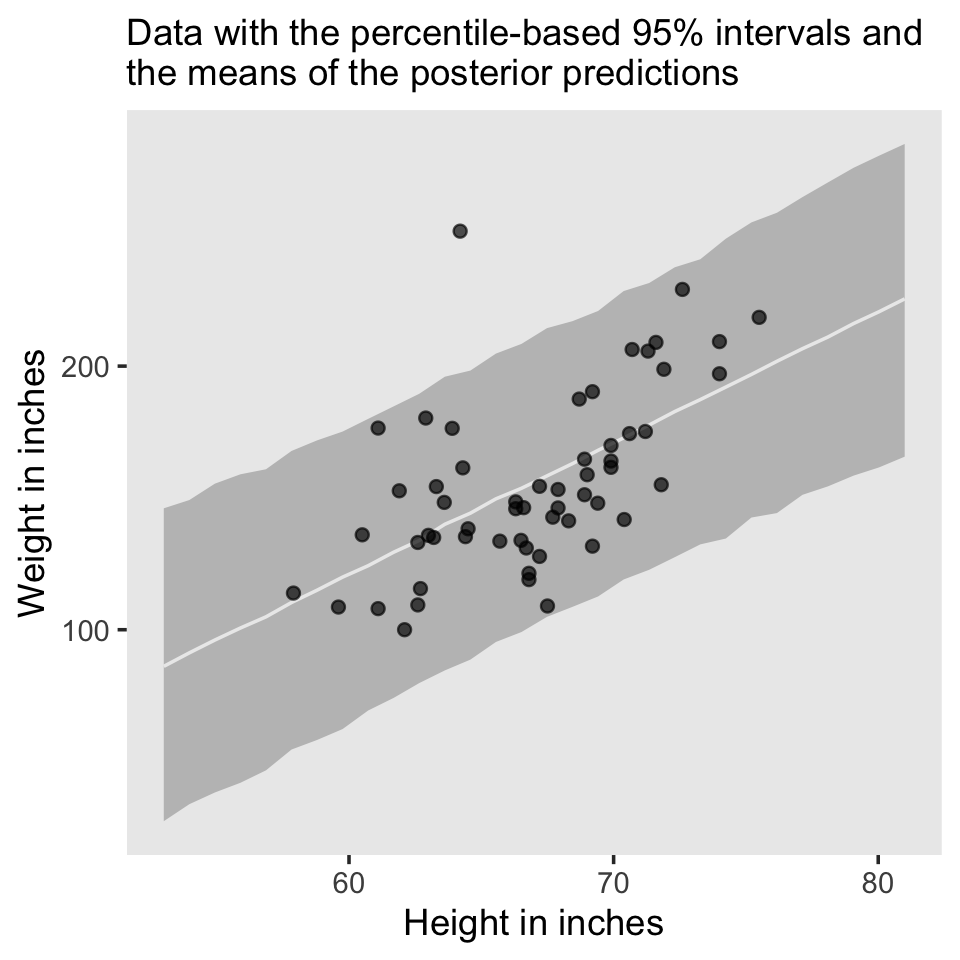 Data with the percentile-based 95% intervals and
the means of the posterior predictions
Weight in inches
200
100
60
70
80
Height in inches